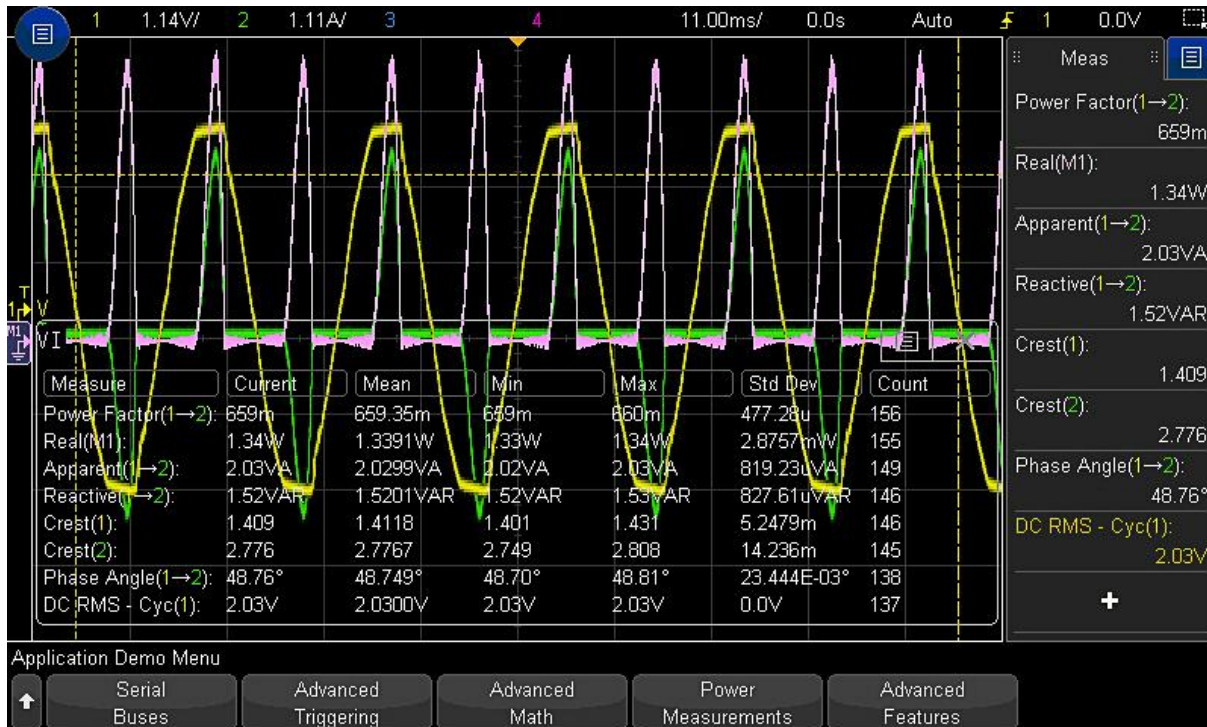 1 1.14V/ 2 1.11A/ 3 4 11.00ms/ 0.0s Auto 1 0.0V
Meas
Power Factor(1→2):
659m
Real(M1):
1.34W
Apparent(1→2):
2.03VA
Reactive(1→2):
1.52VAR
Crest(1):
1.409
Crest(2):
2.776
Phase Angle(1→2):
48.76°
DC RMS - Cyc(1):
2.03V
+
T
1 V
M1 VI
Measure Current Mean Min Max Std Dev Count
Power Factor(1→2): 659m 659.35m 659m 660m 477.28u 156
Real(M1): 1.34W 1.3391W 1.33W 1.34W 2.8757mW 155
Apparent(1→2): 2.03VA 2.0299VA 2.02VA 2.03VA 819.23uVA 149
Reactive(1→2): 1.52VAR 1.5201VAR 1.52VAR 1.53VAR 827.61uVAR 146
Crest(1): 1.409 1.4118 1.401 1.431 5.2479m 146
Crest(2): 2.776 2.7767 2.749 2.808 14.236m 145
Phase Angle(1→2): 48.76° 48.749° 48.70° 48.81° 23.444E-03° 138
DC RMS - Cyc(1): 2.03V 2.0300V 2.03V 2.03V 0.0V 137
Application Demo Menu
Serial Buses
Advanced Triggering
Advanced Math
Power Measurements
Advanced Features